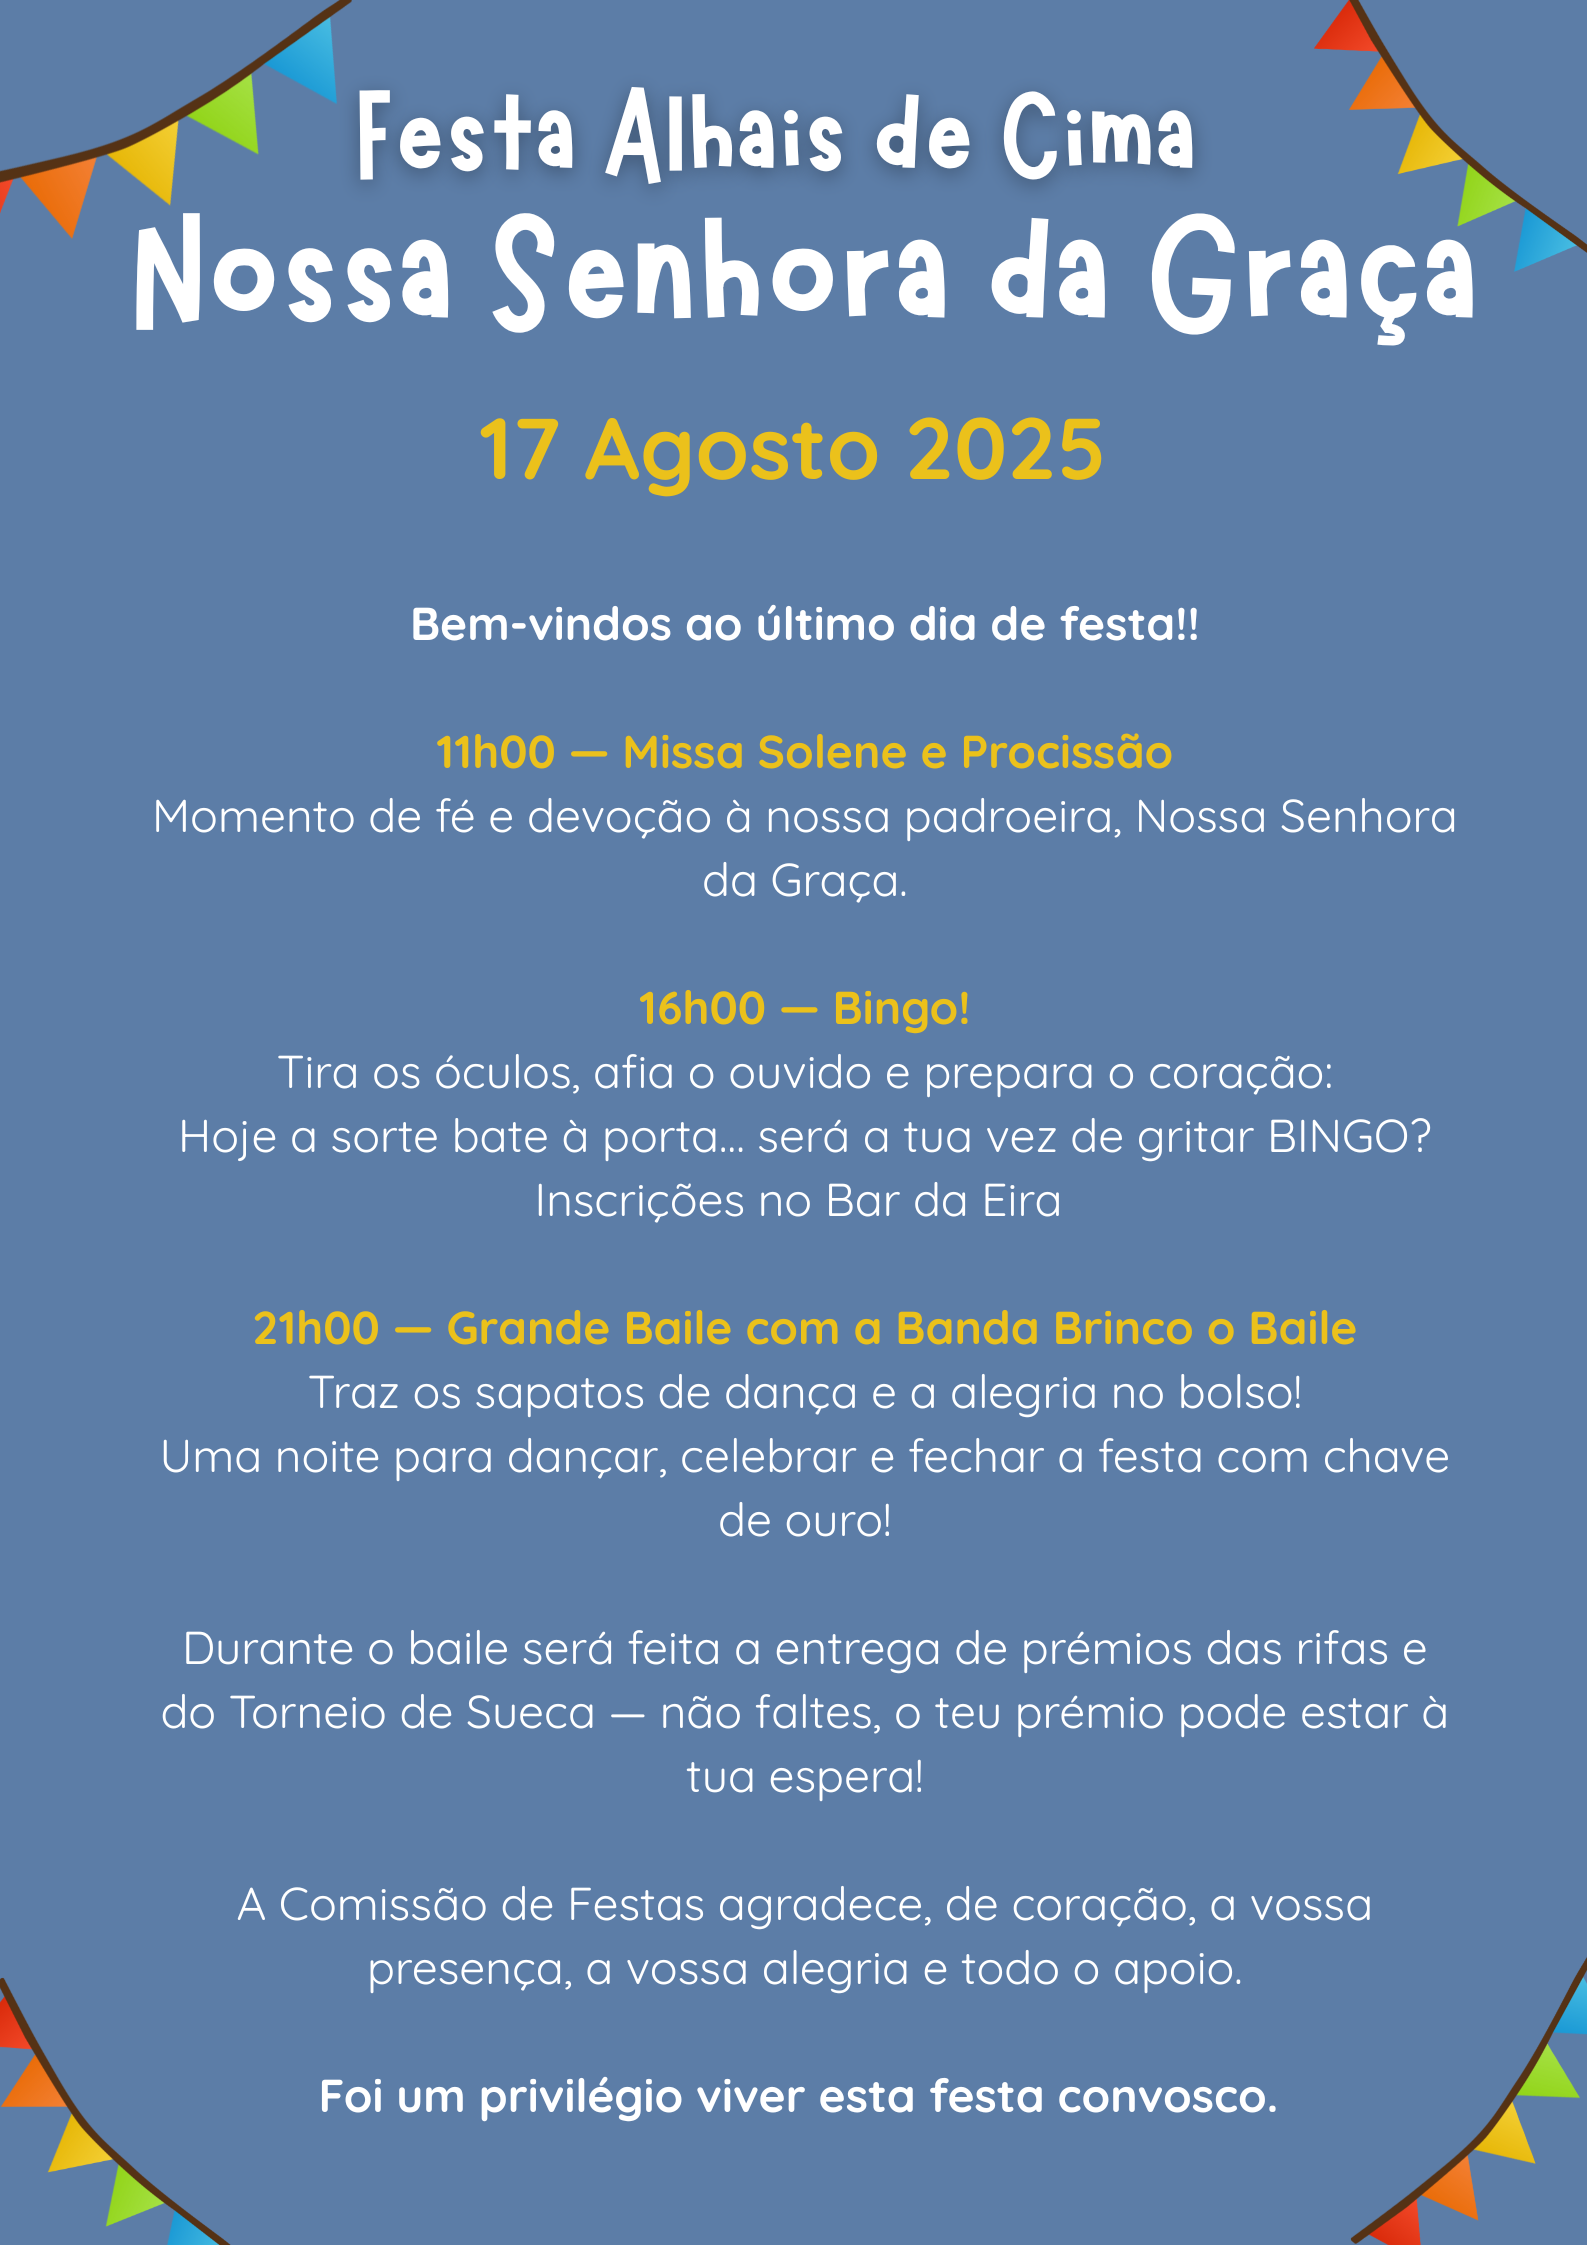 Festa Alhais de Cima
Nossa Senhora da Graça
17 Agosto 2025
Bem-vindos ao último dia de festa!!
11h00 — Missa Solene e Procissão
Momento de fé e devoção à nossa padroeira, Nossa Senhora
da Graça.
16h00 — Bingo!
Tira os óculos, afia o ouvido e prepara o coração:
Hoje a sorte bate à porta... será a tua vez de gritar BINGO?
Inscrições no Bar da Eira
21h00 — Grande Baile com a Banda Brinco o Baile
Traz os sapatos de dança e a alegria no bolso!
Uma noite para dançar, celebrar e fechar a festa com chave
de ouro!
Durante o baile será feita a entrega de prémios das rifas e
do Torneio de Sueca — não faltes, o teu prémio pode estar à
tua espera!
A Comissão de Festas agradece, de coração, a vossa
presença, a vossa alegria e todo o apoio.
Foi um privilégio viver esta festa convosco.